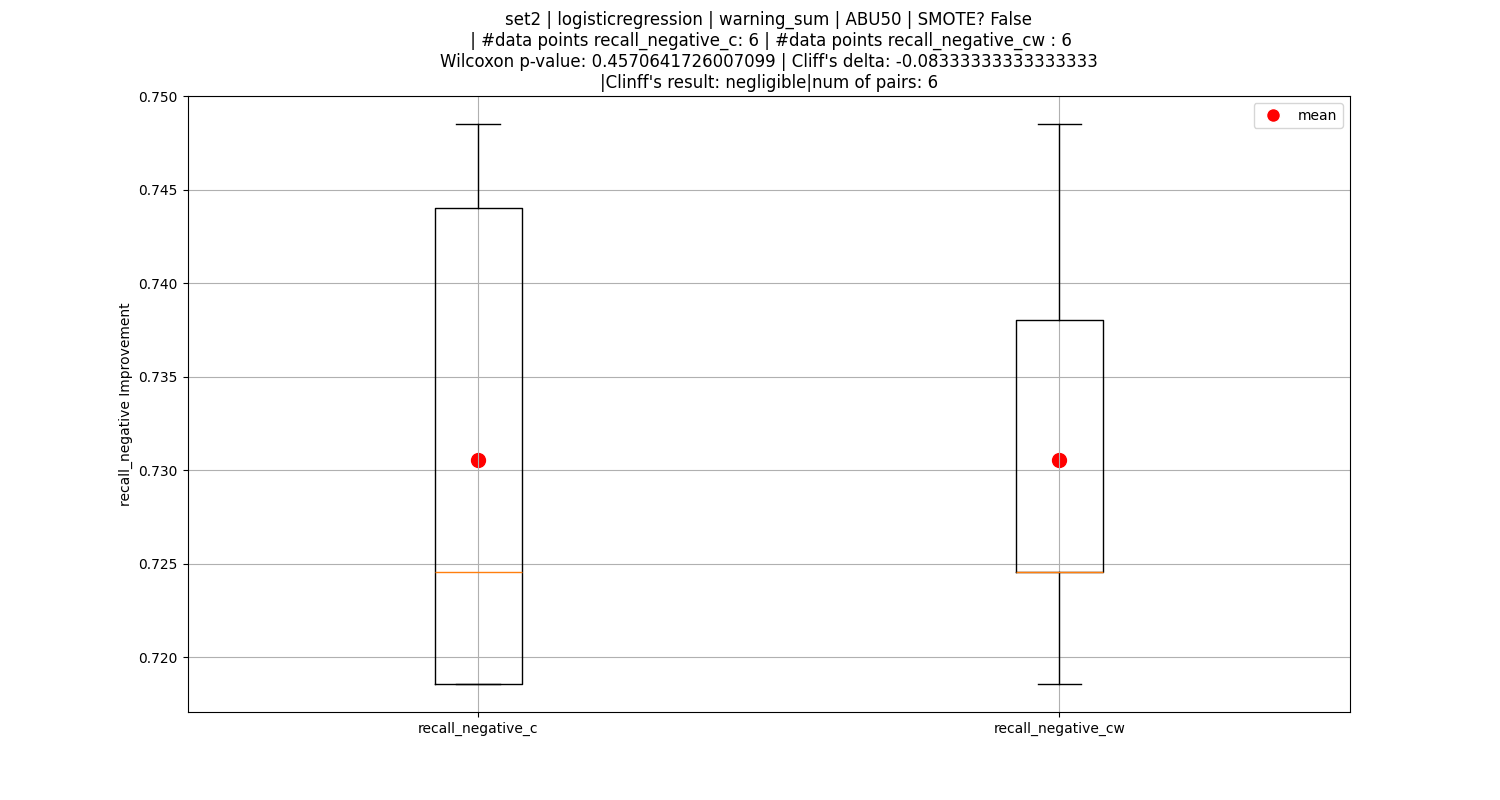 set2 | logisticregression | warning_sum | ABU50 | SMOTE? False
| #data points recall_negative_c: 6 | #data points recall_negative_cw : 6
Wilcoxon p-value: 0.4570641726007099 | Cliff's delta: -0.08333333333333333
|Clinff's result: negligible|num of pairs: 6
mean
0.750
0.745
0.740
0.735
0.730
0.725
0.720
recall_negative Improvement
recall_negative_c
recall_negative_cw